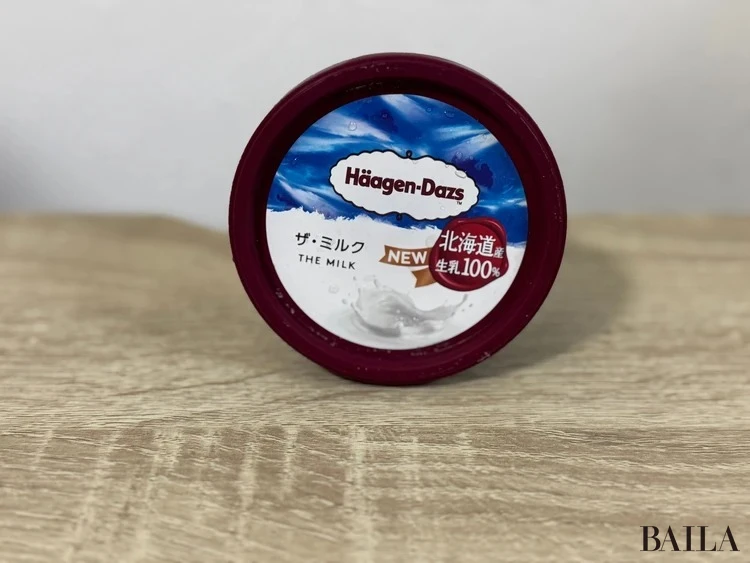 Häagen-Dazs
TM
ザ・ミルク
THE MILK
NEW
北海道産
生乳100%
BAILA